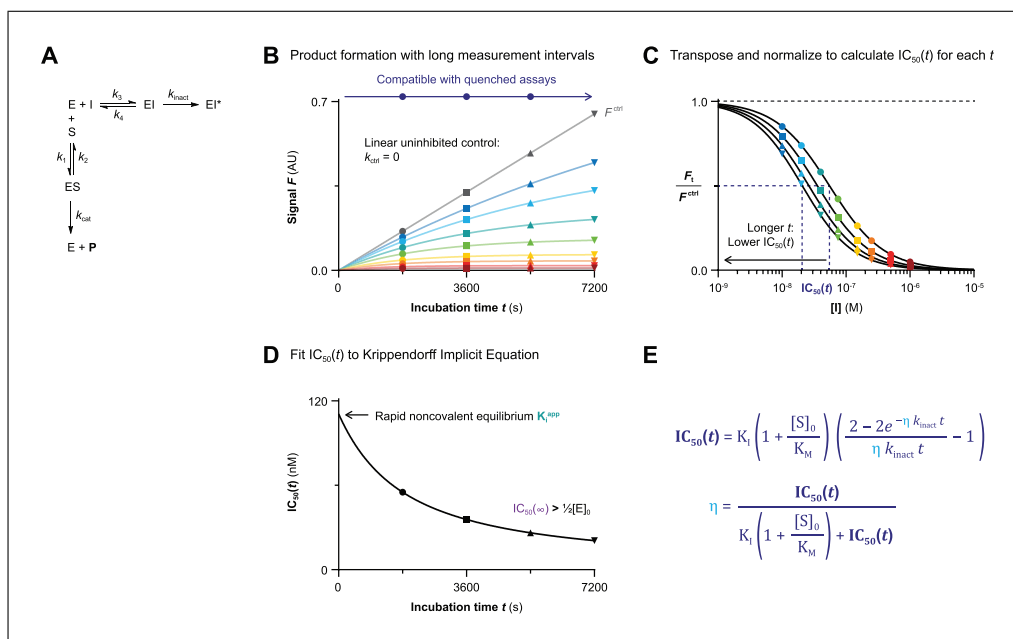 A
E + I
k3
k4
EI
kinact
EI*
+
S
k1
k2
ES
kcat
E + P
B Product formation with long measurement intervals
Compatible with quenched assays
0.7
Fctrl
Linear uninhibited control:
kctrl = 0
Signal F (AU)
0.0
0 3600 7200
Incubation time t (s)
C Transpose and normalize to calculate IC50(t) for each t
1.0
Ft
Fctrl
Longer t:
Lower IC50(t)
0.0
10-9 10-8 IC50(t) 10-7 10-6 10-5
[I] (M)
D Fit IC50(t) to Krippendorff Implicit Equation
120
Rapid noncovalent equilibrium KIapp
IC50(t) (nM)
IC50(∞) > ½[E]0
0
0 3600 7200
Incubation time t (s)
E
IC50(t) = KI (1 + [S]0 / KM) ( (2 − 2e−η kinact t) / (η kinact t) − 1 )
η = IC50(t) / ( KI (1 + [S]0 / KM) + IC50(t) )